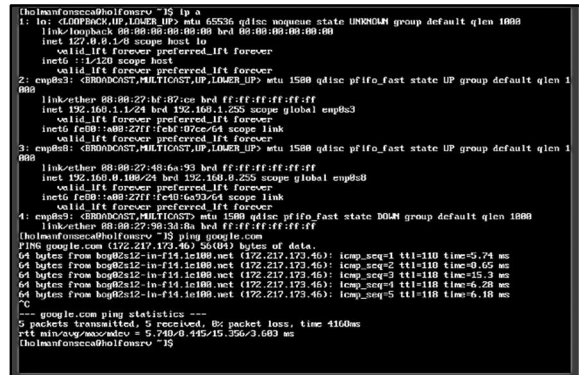 [holmanfonseca@holfonsrv ~]$ ip a
1: lo: <LOOPBACK,UP,LOWER_UP> mtu 65536 qdisc noqueue state UNKNOWN group default qlen 1000
link/loopback 00:00:00:00:00:00 brd 00:00:00:00:00:00
inet 127.0.0.1/8 scope host lo
valid_lft forever preferred_lft forever
inet6 ::1/128 scope host
valid_lft forever preferred_lft forever
2: enp0s3: <BROADCAST,MULTICAST,UP,LOWER_UP> mtu 1500 qdisc pfifo_fast state UP group default qlen 1
000
link/ether 08:00:27:bf:87:ce brd ff:ff:ff:ff:ff:ff
inet 192.168.1.1/24 brd 192.168.1.255 scope global enp0s3
valid_lft forever preferred_lft forever
inet6 fe80::a00:27ff:febf:87ce/64 scope link
valid_lft forever preferred_lft forever
3: enp0s8: <BROADCAST,MULTICAST,UP,LOWER_UP> mtu 1500 qdisc pfifo_fast state UP group default qlen 1
000
link/ether 08:00:27:48:6a:93 brd ff:ff:ff:ff:ff:ff
inet 192.168.0.100/24 brd 192.168.0.255 scope global enp0s8
valid_lft forever preferred_lft forever
inet6 fe80::a00:27ff:fe48:6a93/64 scope link
valid_lft forever preferred_lft forever
4: enp0s9: <BROADCAST,MULTICAST> mtu 1500 qdisc pfifo_fast state DOWN group default qlen 1000
link/ether 08:00:27:90:3d:0a brd ff:ff:ff:ff:ff:ff
[holmanfonseca@holfonsrv ~]$ ping google.com
PING google.com (172.217.173.46) 56(84) bytes of data.
64 bytes from bog02s12-in-f14.1e100.net (172.217.173.46): icmp_seq=1 ttl=118 time=5.74 ms
64 bytes from bog02s12-in-f14.1e100.net (172.217.173.46): icmp_seq=2 ttl=118 time=8.65 ms
64 bytes from bog02s12-in-f14.1e100.net (172.217.173.46): icmp_seq=3 ttl=118 time=15.3 ms
64 bytes from bog02s12-in-f14.1e100.net (172.217.173.46): icmp_seq=4 ttl=118 time=6.28 ms
64 bytes from bog02s12-in-f14.1e100.net (172.217.173.46): icmp_seq=5 ttl=118 time=6.18 ms
^C
--- google.com ping statistics ---
5 packets transmitted, 5 received, 0% packet loss, time 4160ms
rtt min/avg/max/mdev = 5.748/8.445/15.356/3.603 ms
[holmanfonseca@holfonsrv ~]$